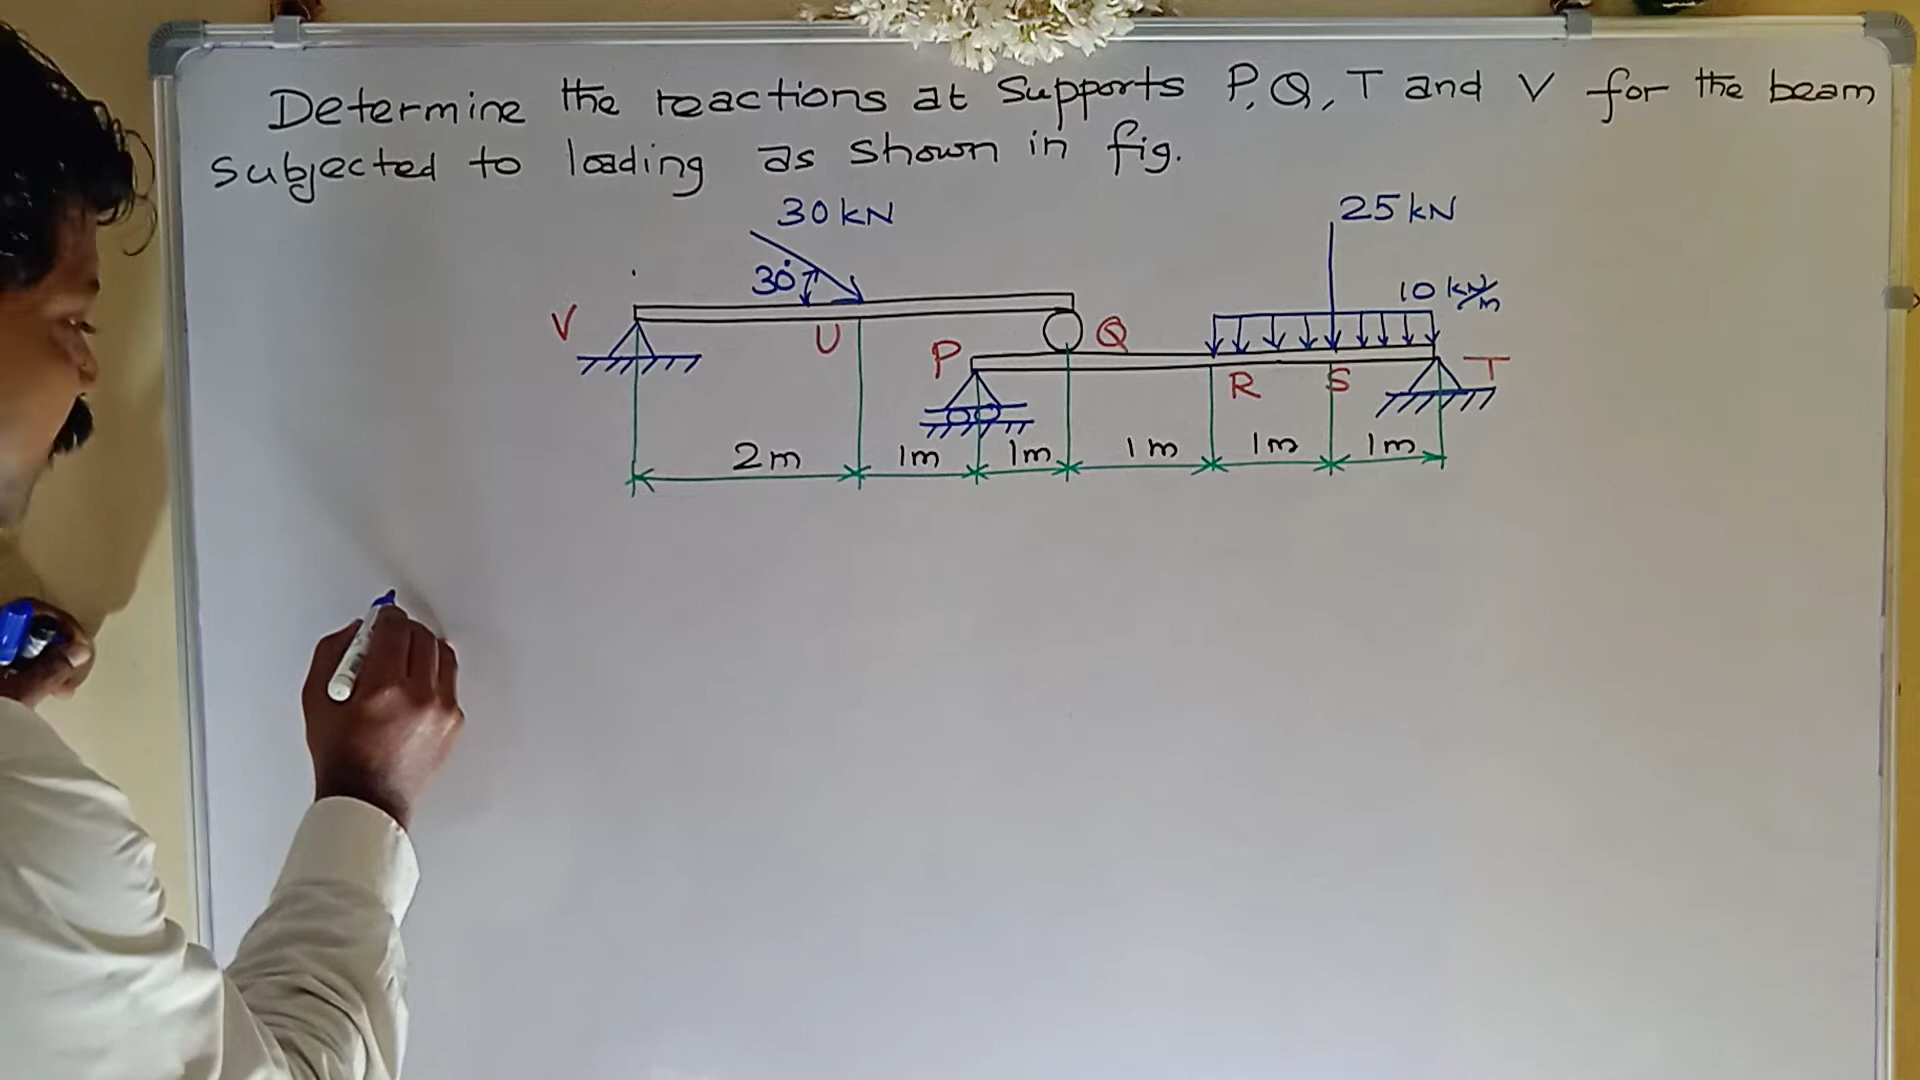 Determine the reactions at supports P, Q, T and V for the beam
subjected to loading as shown in fig.
30 kN
25 kN
30°
10 kN/m
V
U
P
Q
R
S
T
2m
1m
1m
1m
1m
1m